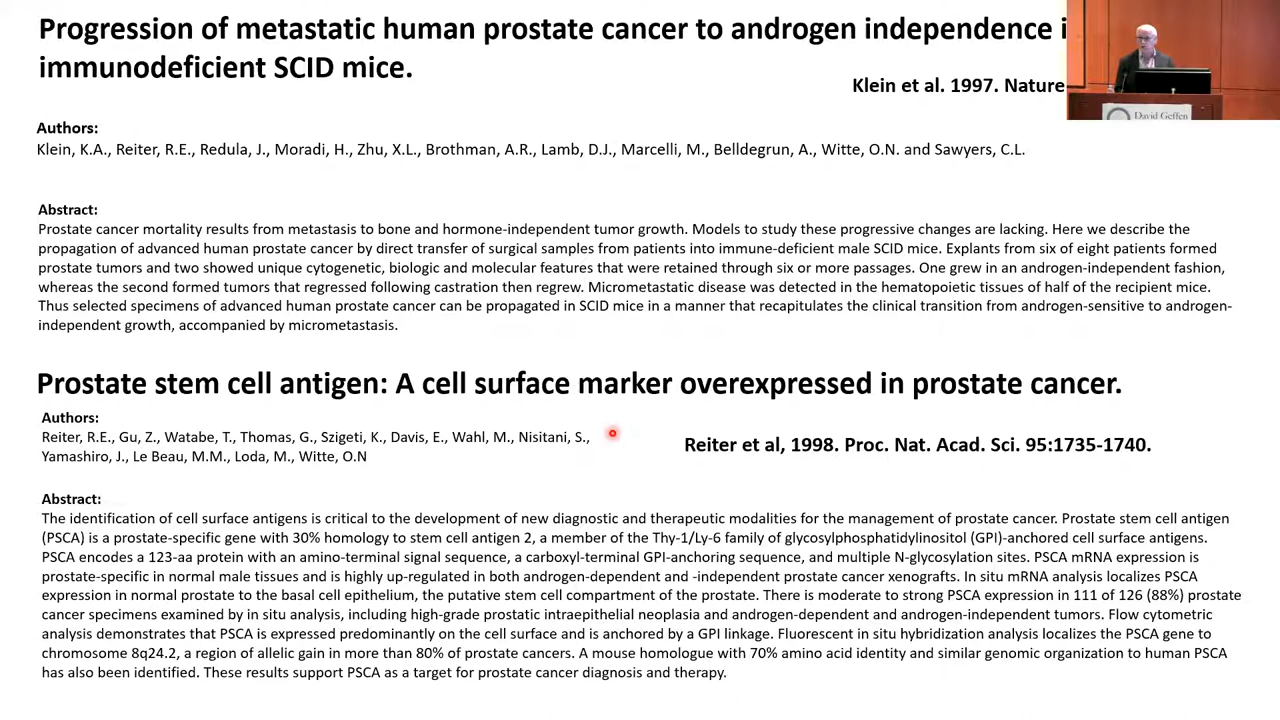 Progression of metastatic human prostate cancer to androgen independence i
immunodeficient SCID mice.
Klein et al. 1997. Nature
David Geffen
Authors:
Klein, K.A., Reiter, R.E., Redula, J., Moradi, H., Zhu, X.L., Brothman, A.R., Lamb, D.J., Marcelli, M., Belldegrun, A., Witte, O.N. and Sawyers, C.L.
Abstract:
Prostate cancer mortality results from metastasis to bone and hormone-independent tumor growth. Models to study these progressive changes are lacking. Here we describe the
propagation of advanced human prostate cancer by direct transfer of surgical samples from patients into immune-deficient male SCID mice. Explants from six of eight patients formed
prostate tumors and two showed unique cytogenetic, biologic and molecular features that were retained through six or more passages. One grew in an androgen-independent fashion,
whereas the second formed tumors that regressed following castration then regrew. Micrometastatic disease was detected in the hematopoietic tissues of half of the recipient mice.
Thus selected specimens of advanced human prostate cancer can be propagated in SCID mice in a manner that recapitulates the clinical transition from androgen-sensitive to androgen-
independent growth, accompanied by micrometastasis.
Prostate stem cell antigen: A cell surface marker overexpressed in prostate cancer.
Authors:
Reiter, R.E., Gu, Z., Watabe, T., Thomas, G., Szigeti, K., Davis, E., Wahl, M., Nisitani, S.,
Yamashiro, J., Le Beau, M.M., Loda, M., Witte, O.N
Reiter et al, 1998. Proc. Nat. Acad. Sci. 95:1735-1740.
Abstract:
The identification of cell surface antigens is critical to the development of new diagnostic and therapeutic modalities for the management of prostate cancer. Prostate stem cell antigen
(PSCA) is a prostate-specific gene with 30% homology to stem cell antigen 2, a member of the Thy-1/Ly-6 family of glycosylphosphatidylinositol (GPI)-anchored cell surface antigens.
PSCA encodes a 123-aa protein with an amino-terminal signal sequence, a carboxyl-terminal GPI-anchoring sequence, and multiple N-glycosylation sites. PSCA mRNA expression is
prostate-specific in normal male tissues and is highly up-regulated in both androgen-dependent and -independent prostate cancer xenografts. In situ mRNA analysis localizes PSCA
expression in normal prostate to the basal cell epithelium, the putative stem cell compartment of the prostate. There is moderate to strong PSCA expression in 111 of 126 (88%) prostate
cancer specimens examined by in situ analysis, including high-grade prostatic intraepithelial neoplasia and androgen-dependent and androgen-independent tumors. Flow cytometric
analysis demonstrates that PSCA is expressed predominantly on the cell surface and is anchored by a GPI linkage. Fluorescent in situ hybridization analysis localizes the PSCA gene to
chromosome 8q24.2, a region of allelic gain in more than 80% of prostate cancers. A mouse homologue with 70% amino acid identity and similar genomic organization to human PSCA
has also been identified. These results support PSCA as a target for prostate cancer diagnosis and therapy.